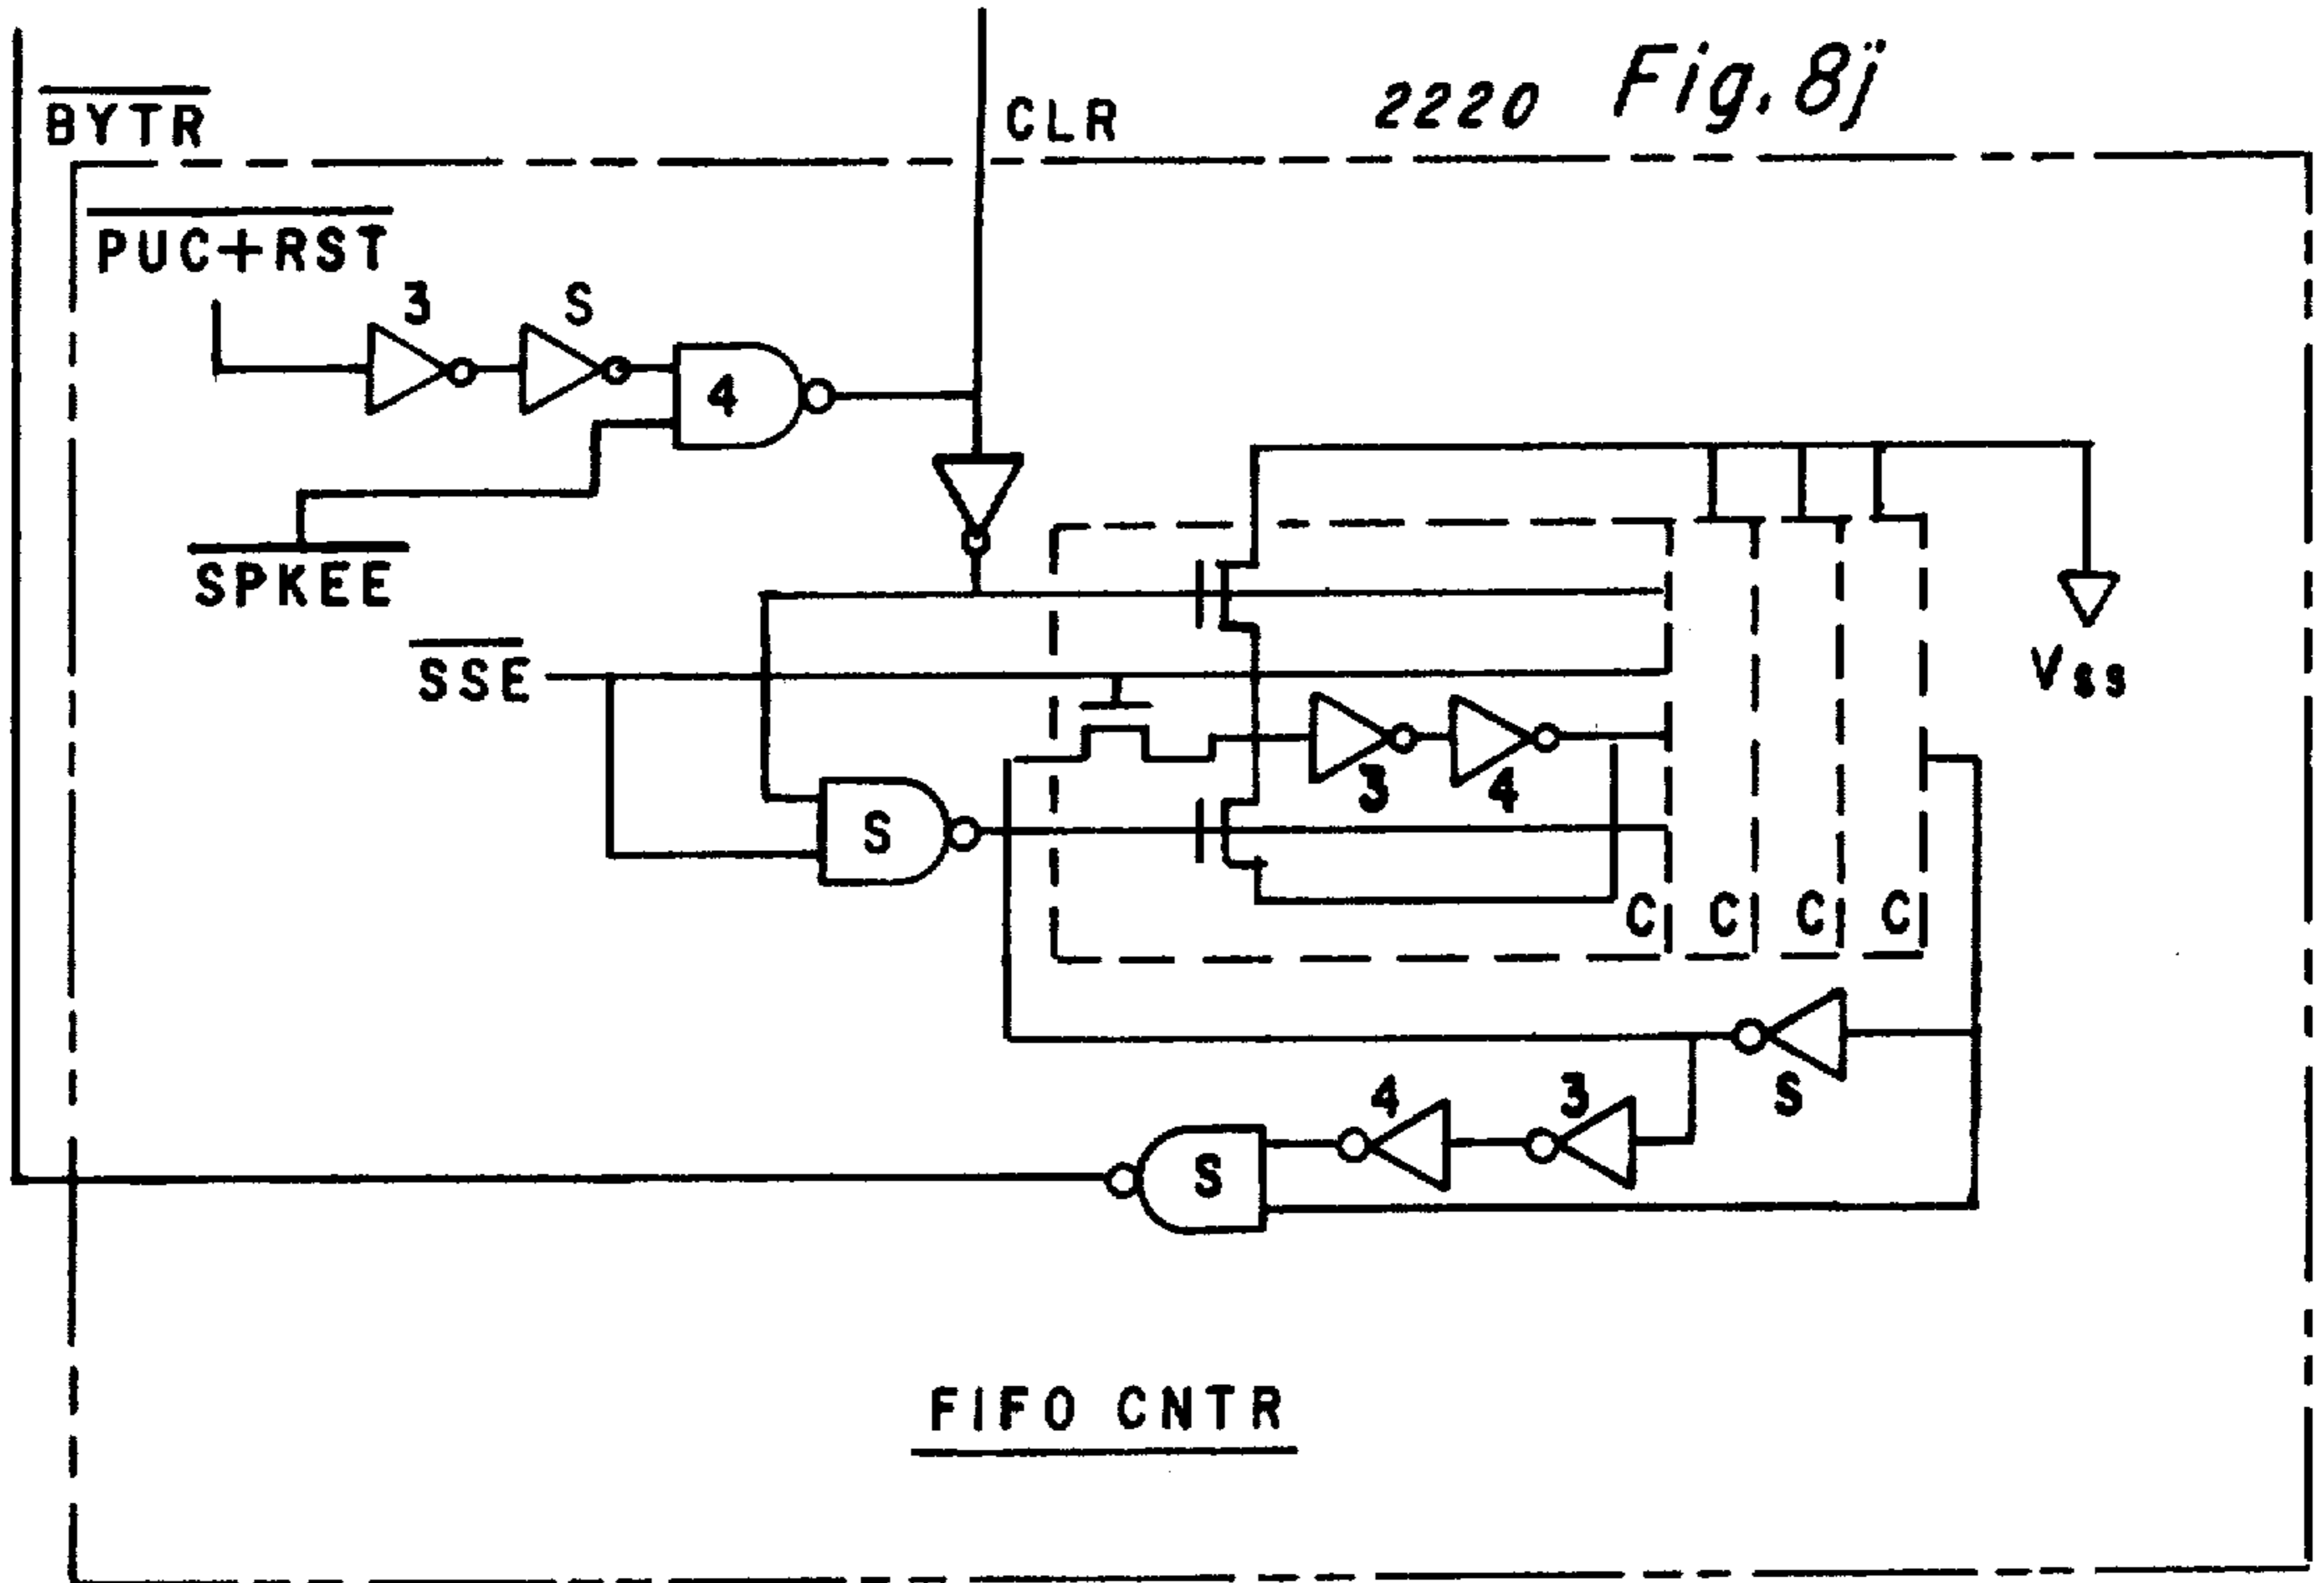 2220 Fig. 8j
BYTR
CLR
PUC+RST
3 S
4
SPKEE
SSE
VSS
3 4
S
C C C C
S
4 3
S
FIFO CNTR